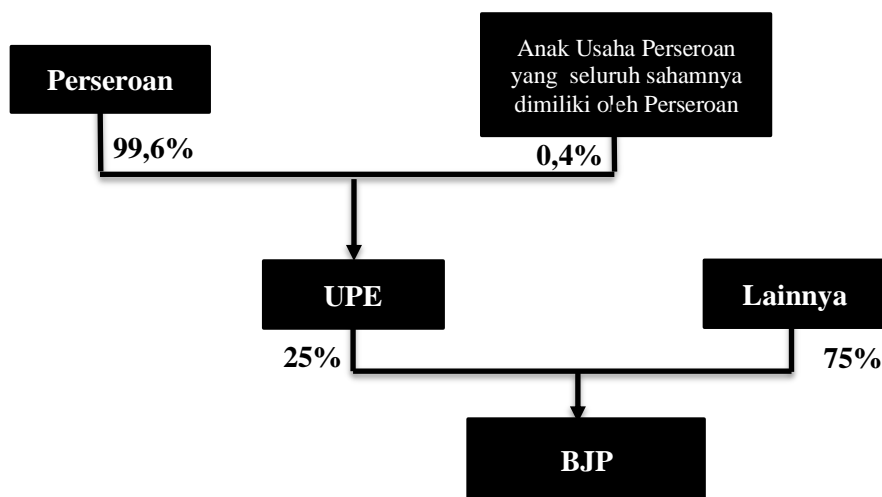 Perseroan
Anak Usaha Perseroan
yang seluruh sahamnya
dimiliki oleh Perseroan
99,6%
0,4%
UPE
Lainnya
25%
75%
BJP